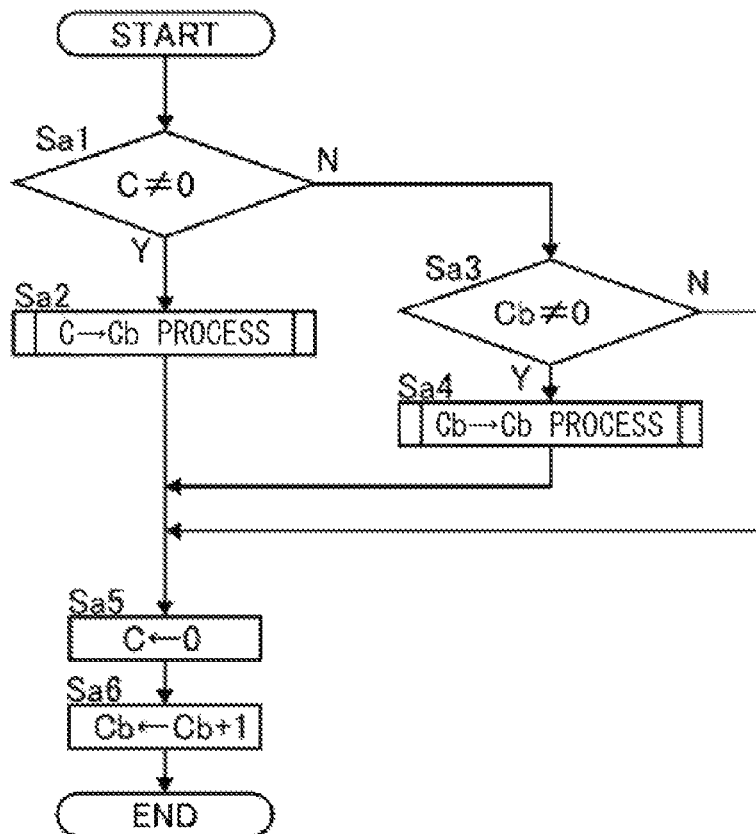 START
Sa1
C≠0
N
Y
Sa2
C→Cb PROCESS
Sa3
Cb≠0
N
Y
Sa4
Cb→Cb PROCESS
Sa5
C←0
Sa6
Cb←Cb+1
END